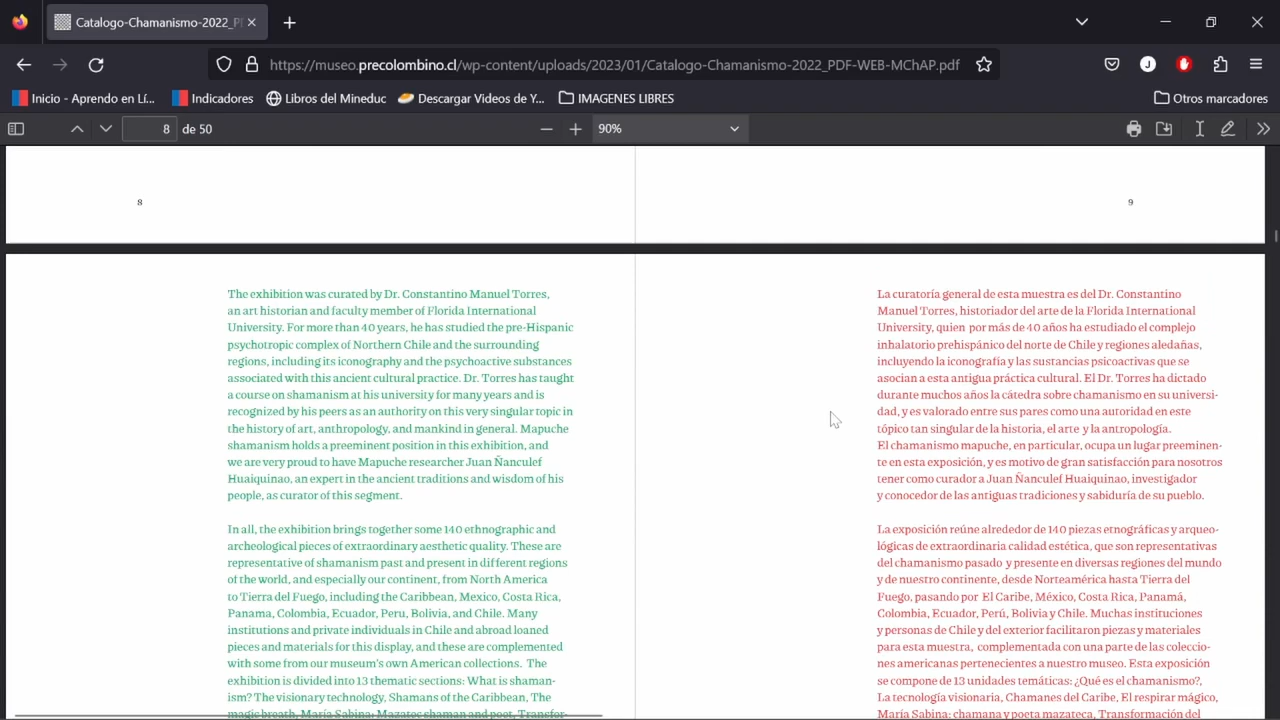 Catalogo-Chamanismo-2022_P
https://museo.precolombino.cl/wp-content/uploads/2023/01/Catalogo-Chamanismo-2022_PDF-WEB-MChAP.pdf
J
Inicio - Aprendo en Lí... Indicadores Libros del Mineduc Descargar Videos de Y... IMAGENES LIBRES Otros marcadores
8 de 50 90%
8
9
The exhibition was curated by Dr. Constantino Manuel Torres,
an art historian and faculty member of Florida International
University. For more than 40 years, he has studied the pre-Hispanic
psychotropic complex of Northern Chile and the surrounding
regions, including its iconography and the psychoactive substances
associated with this ancient cultural practice. Dr. Torres has taught
a course on shamanism at his university for many years and is
recognized by his peers as an authority on this very singular topic in
the history of art, anthropology, and mankind in general. Mapuche
shamanism holds a preeminent position in this exhibition, and
we are very proud to have Mapuche researcher Juan Ñanculef
Huaiquinao, an expert in the ancient traditions and wisdom of his
people, as curator of this segment.
In all, the exhibition brings together some 140 ethnographic and
archeological pieces of extraordinary aesthetic quality. These are
representative of shamanism past and present in different regions
of the world, and especially our continent, from North America
to Tierra del Fuego, including the Caribbean, Mexico, Costa Rica,
Panama, Colombia, Ecuador, Peru, Bolivia, and Chile. Many
institutions and private individuals in Chile and abroad loaned
pieces and materials for this display, and these are complemented
with some from our museum's own American collections. The
exhibition is divided into 13 thematic sections: What is shaman-
ism? The visionary technology, Shamans of the Caribbean, The
magic breath, María Sabina: Mazatec shaman and poet, Transfor-
La curatoría general de esta muestra es del Dr. Constantino
Manuel Torres, historiador del arte de la Florida International
University, quien por más de 40 años ha estudiado el complejo
inhalatorio prehispánico del norte de Chile y regiones aledañas,
incluyendo la iconografía y las sustancias psicoactivas que se
asocian a esta antigua práctica cultural. El Dr. Torres ha dictado
durante muchos años la cátedra sobre chamanismo en su universi-
dad, y es valorado entre sus pares como una autoridad en este
tópico tan singular de la historia, el arte y la antropología.
El chamanismo mapuche, en particular, ocupa un lugar preeminen-
te en esta exposición, y es motivo de gran satisfacción para nosotros
tener como curador a Juan Ñanculef Huaiquinao, investigador
y conocedor de las antiguas tradiciones y sabiduría de su pueblo.
La exposición reúne alrededor de 140 piezas etnográficas y arqueo-
lógicas de extraordinaria calidad estética, que son representativas
del chamanismo pasado y presente en diversas regiones del mundo
y de nuestro continente, desde Norteamérica hasta Tierra del
Fuego, pasando por El Caribe, México, Costa Rica, Panamá,
Colombia, Ecuador, Perú, Bolivia y Chile. Muchas instituciones
y personas de Chile y del exterior facilitaron piezas y materiales
para esta muestra, complementada con una parte de las coleccio-
nes americanas pertenecientes a nuestro museo. Esta exposición
se compone de 13 unidades temáticas: ¿Qué es el chamanismo?,
La tecnología visionaria, Chamanes del Caribe, El respirar mágico,
María Sabina: chamana y poeta mazateca, Transformación del